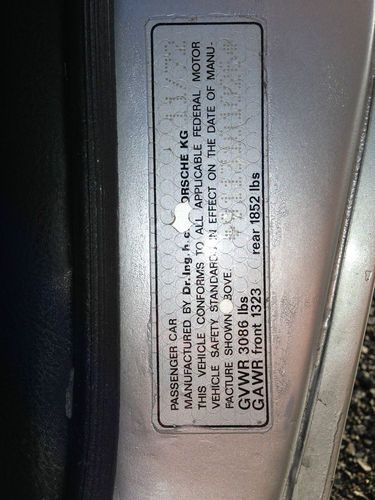 PASSENGER CAR
MANUFACTURED BY Dr. Ing. h. c. PORSCHE KG
THIS VEHICLE CONFORMS TO ALL APPLICABLE FEDERAL MOTOR
VEHICLE SAFETY STANDARDS IN EFFECT ON THE DATE OF MANU-
FACTURE SHOWN ABOVE.
GVWR 3086 lbs
GAWR front 1323 rear 1852 lbs